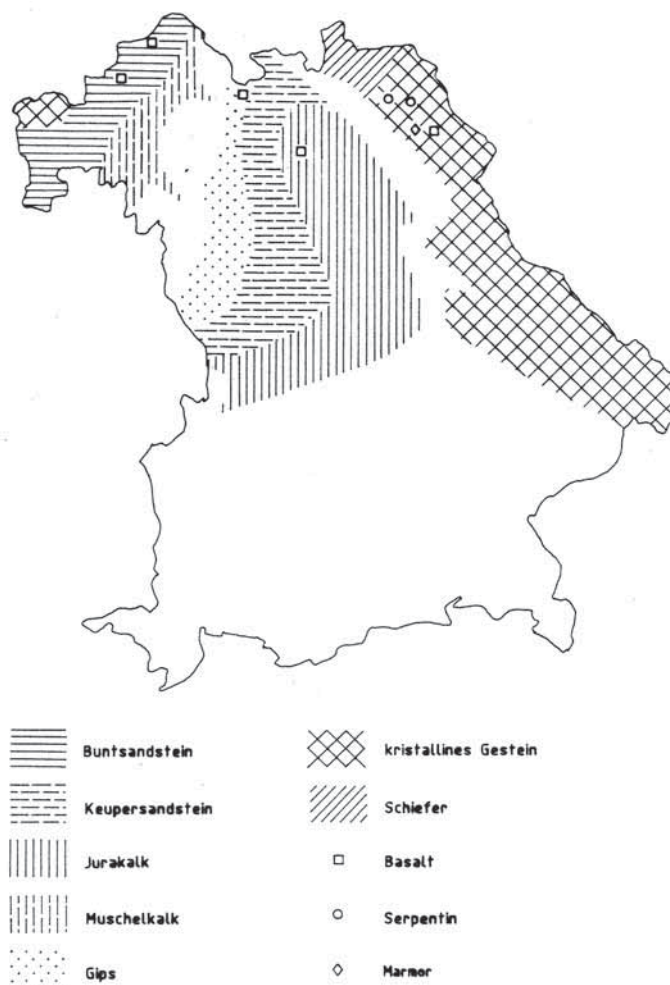 Buntsandstein
Keupersandstein
Jurakalk
Muschelkalk
Gips
kristallines Gestein
Schiefer
Basalt
Serpentin
Marmor